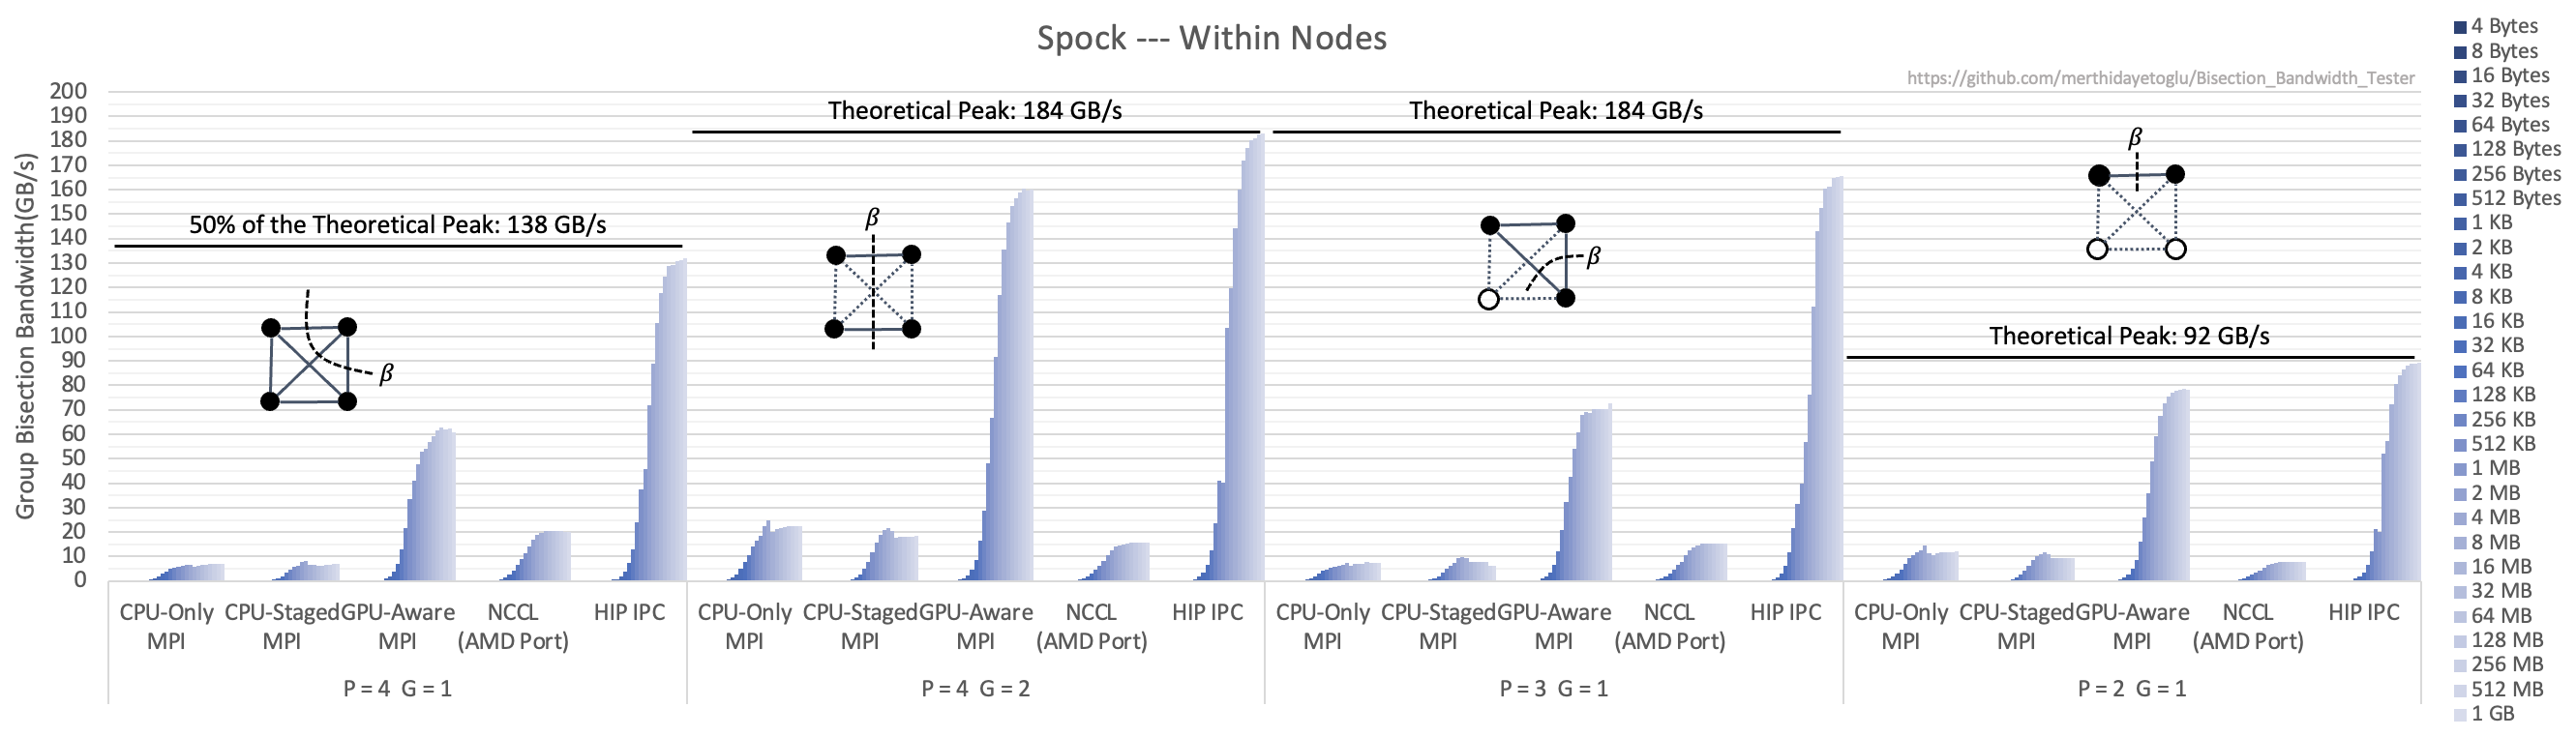 Spock --- Within Nodes
https://github.com/merthidayetoglu/Bisection_Bandwidth_Tester
Group Bisection Bandwidth(GB/s)
200
190
180
170
160
150
140
130
120
110
100
90
80
70
60
50
40
30
20
10
0
50% of the Theoretical Peak: 138 GB/s
β
Theoretical Peak: 184 GB/s
β
Theoretical Peak: 184 GB/s
β
β
Theoretical Peak: 92 GB/s
CPU-Only
MPI
CPU-Staged
MPI
GPU-Aware
MPI
NCCL
(AMD Port)
HIP IPC
P = 4 G = 1
CPU-Only
MPI
CPU-Staged
MPI
GPU-Aware
MPI
NCCL
(AMD Port)
HIP IPC
P = 4 G = 2
CPU-Only
MPI
CPU-Staged
MPI
GPU-Aware
MPI
NCCL
(AMD Port)
HIP IPC
P = 3 G = 1
CPU-Only
MPI
CPU-Staged
MPI
GPU-Aware
MPI
NCCL
(AMD Port)
HIP IPC
P = 2 G = 1
4 Bytes
8 Bytes
16 Bytes
32 Bytes
64 Bytes
128 Bytes
256 Bytes
512 Bytes
1 KB
2 KB
4 KB
8 KB
16 KB
32 KB
64 KB
128 KB
256 KB
512 KB
1 MB
2 MB
4 MB
8 MB
16 MB
32 MB
64 MB
128 MB
256 MB
512 MB
1 GB